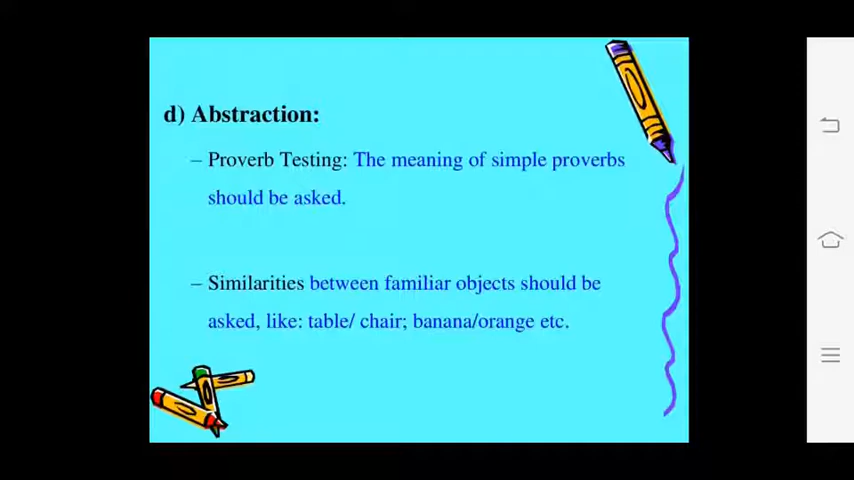 d) Abstraction:
– Proverb Testing: The meaning of simple proverbs
should be asked.
– Similarities between familiar objects should be
asked, like: table/ chair; banana/orange etc.